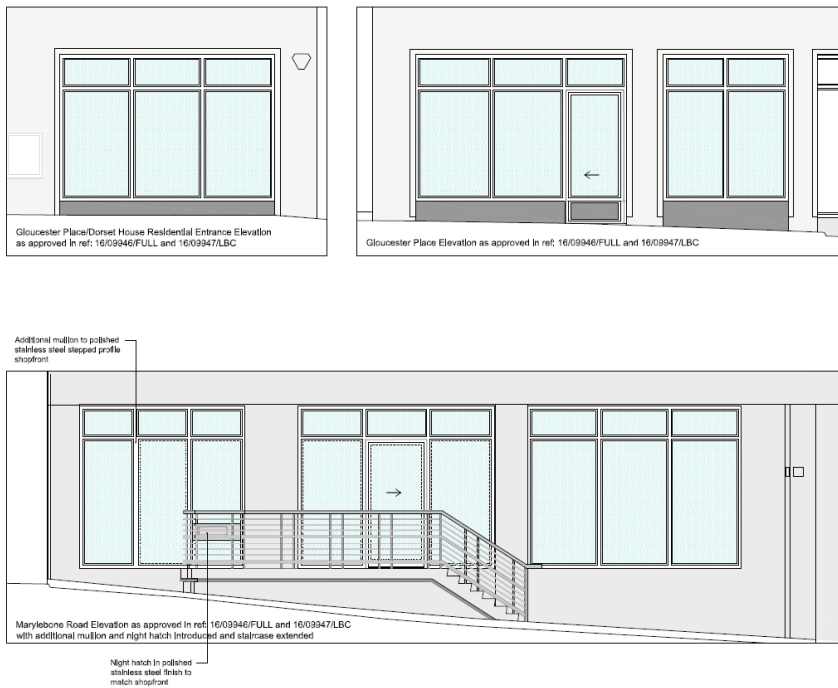 Gloucester Place/Dorset House Residential Entrance Elevation
as approved in ref: 16/09946/FULL and 16/09947/LBC
Gloucester Place Elevation as approved in ref: 16/09946/FULL and 16/09947/LBC
Additional mullion to polished
stainless steel stepped profile
shopfront
Marylebone Road Elevation as approved in ref: 16/09946/FULL and 16/09947/LBC
with additional mullion and night hatch introduced and staircase extended
Night hatch in polished
stainless steel finish to
match shopfront